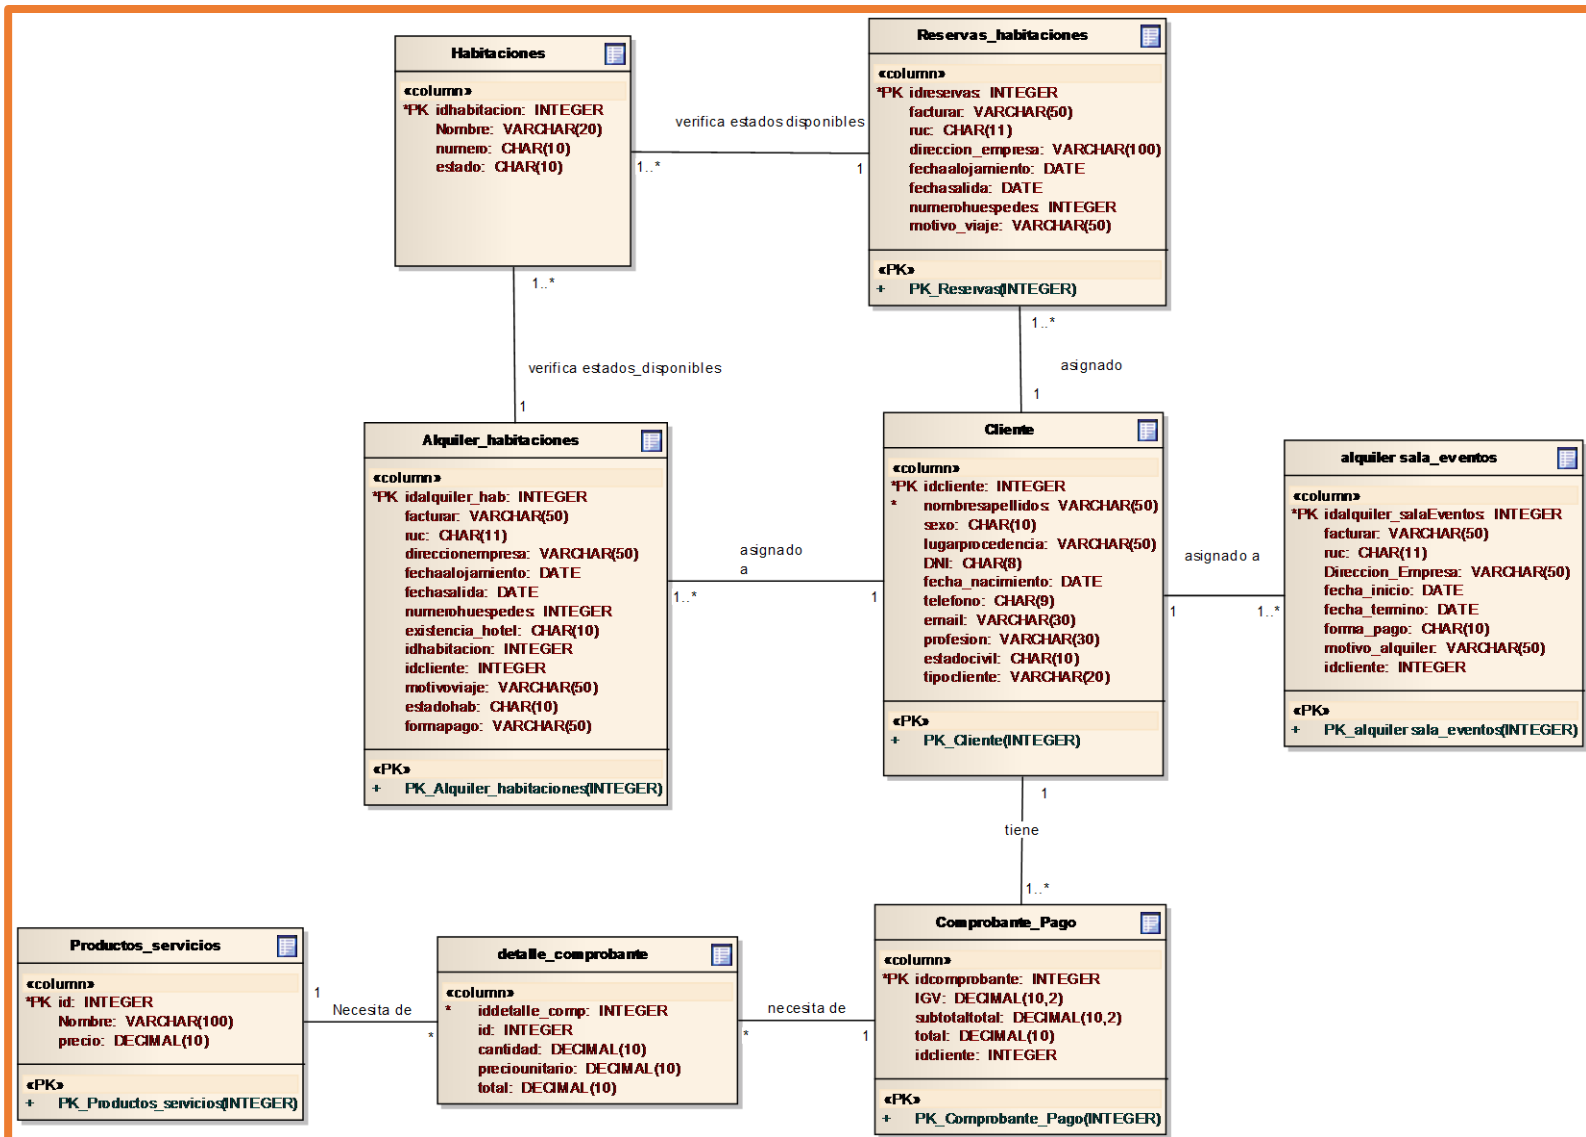 Habitaciones
«column»
*PK idhabitacion: INTEGER
Nombre: VARCHAR(20)
numero: CHAR(10)
estado: CHAR(10)
verifica estados disponibles
1..*
1
Reservas_habitaciones
«column»
*PK idreservas: INTEGER
facturar: VARCHAR(50)
ruc: CHAR(11)
direccion_empresa: VARCHAR(100)
fechaalojamiento: DATE
fechasalida: DATE
numerohuespedes: INTEGER
motivo_viaje: VARCHAR(50)
«PK»
+ PK_Reservas(INTEGER)
1..*
verifica estados_disponibles
1
1..*
asignado
1
Alquiler_habitaciones
«column»
*PK idalquiler_hab: INTEGER
facturar: VARCHAR(50)
ruc: CHAR(11)
direccionempresa: VARCHAR(50)
fechaalojamiento: DATE
fechasalida: DATE
numerohuespedes: INTEGER
existencia_hotel: CHAR(10)
idhabitacion: INTEGER
idcliente: INTEGER
motivoviaje: VARCHAR(50)
estadohab: CHAR(10)
formapago: VARCHAR(50)
«PK»
+ PK_Alquiler_habitaciones(INTEGER)
asignado
a
1..*
1
Cliente
«column»
*PK idcliente: INTEGER
* nombresapellidos: VARCHAR(50)
sexo: CHAR(10)
lugarprocedencia: VARCHAR(50)
DNI: CHAR(8)
fecha_nacimiento: DATE
telefono: CHAR(9)
email: VARCHAR(30)
profesion: VARCHAR(30)
estadocivil: CHAR(10)
tipocliente: VARCHAR(20)
«PK»
+ PK_Cliente(INTEGER)
asignado a
1
1..*
alquiler sala_eventos
«column»
*PK idalquiler_salaEventos: INTEGER
facturar: VARCHAR(50)
ruc: CHAR(11)
Direccion_Empresa: VARCHAR(50)
fecha_inicio: DATE
fecha_termino: DATE
forma_pago: CHAR(10)
motivo_alquiler: VARCHAR(50)
idcliente: INTEGER
«PK»
+ PK_alquiler sala_eventos(INTEGER)
1
tiene
1..*
Productos_servicios
«column»
*PK id: INTEGER
Nombre: VARCHAR(100)
precio: DECIMAL(10)
«PK»
+ PK_Productos_servicios(INTEGER)
1
Necesita de
*
detalle_comprobante
«column»
* iddetalle_comp: INTEGER
id: INTEGER
cantidad: DECIMAL(10)
preciounitario: DECIMAL(10)
total: DECIMAL(10)
necesita de
*
1
Comprobante_Pago
«column»
*PK idcomprobante: INTEGER
IGV: DECIMAL(10,2)
subtotaltotal: DECIMAL(10,2)
total: DECIMAL(10)
idcliente: INTEGER
«PK»
+ PK_Comprobante_Pago(INTEGER)